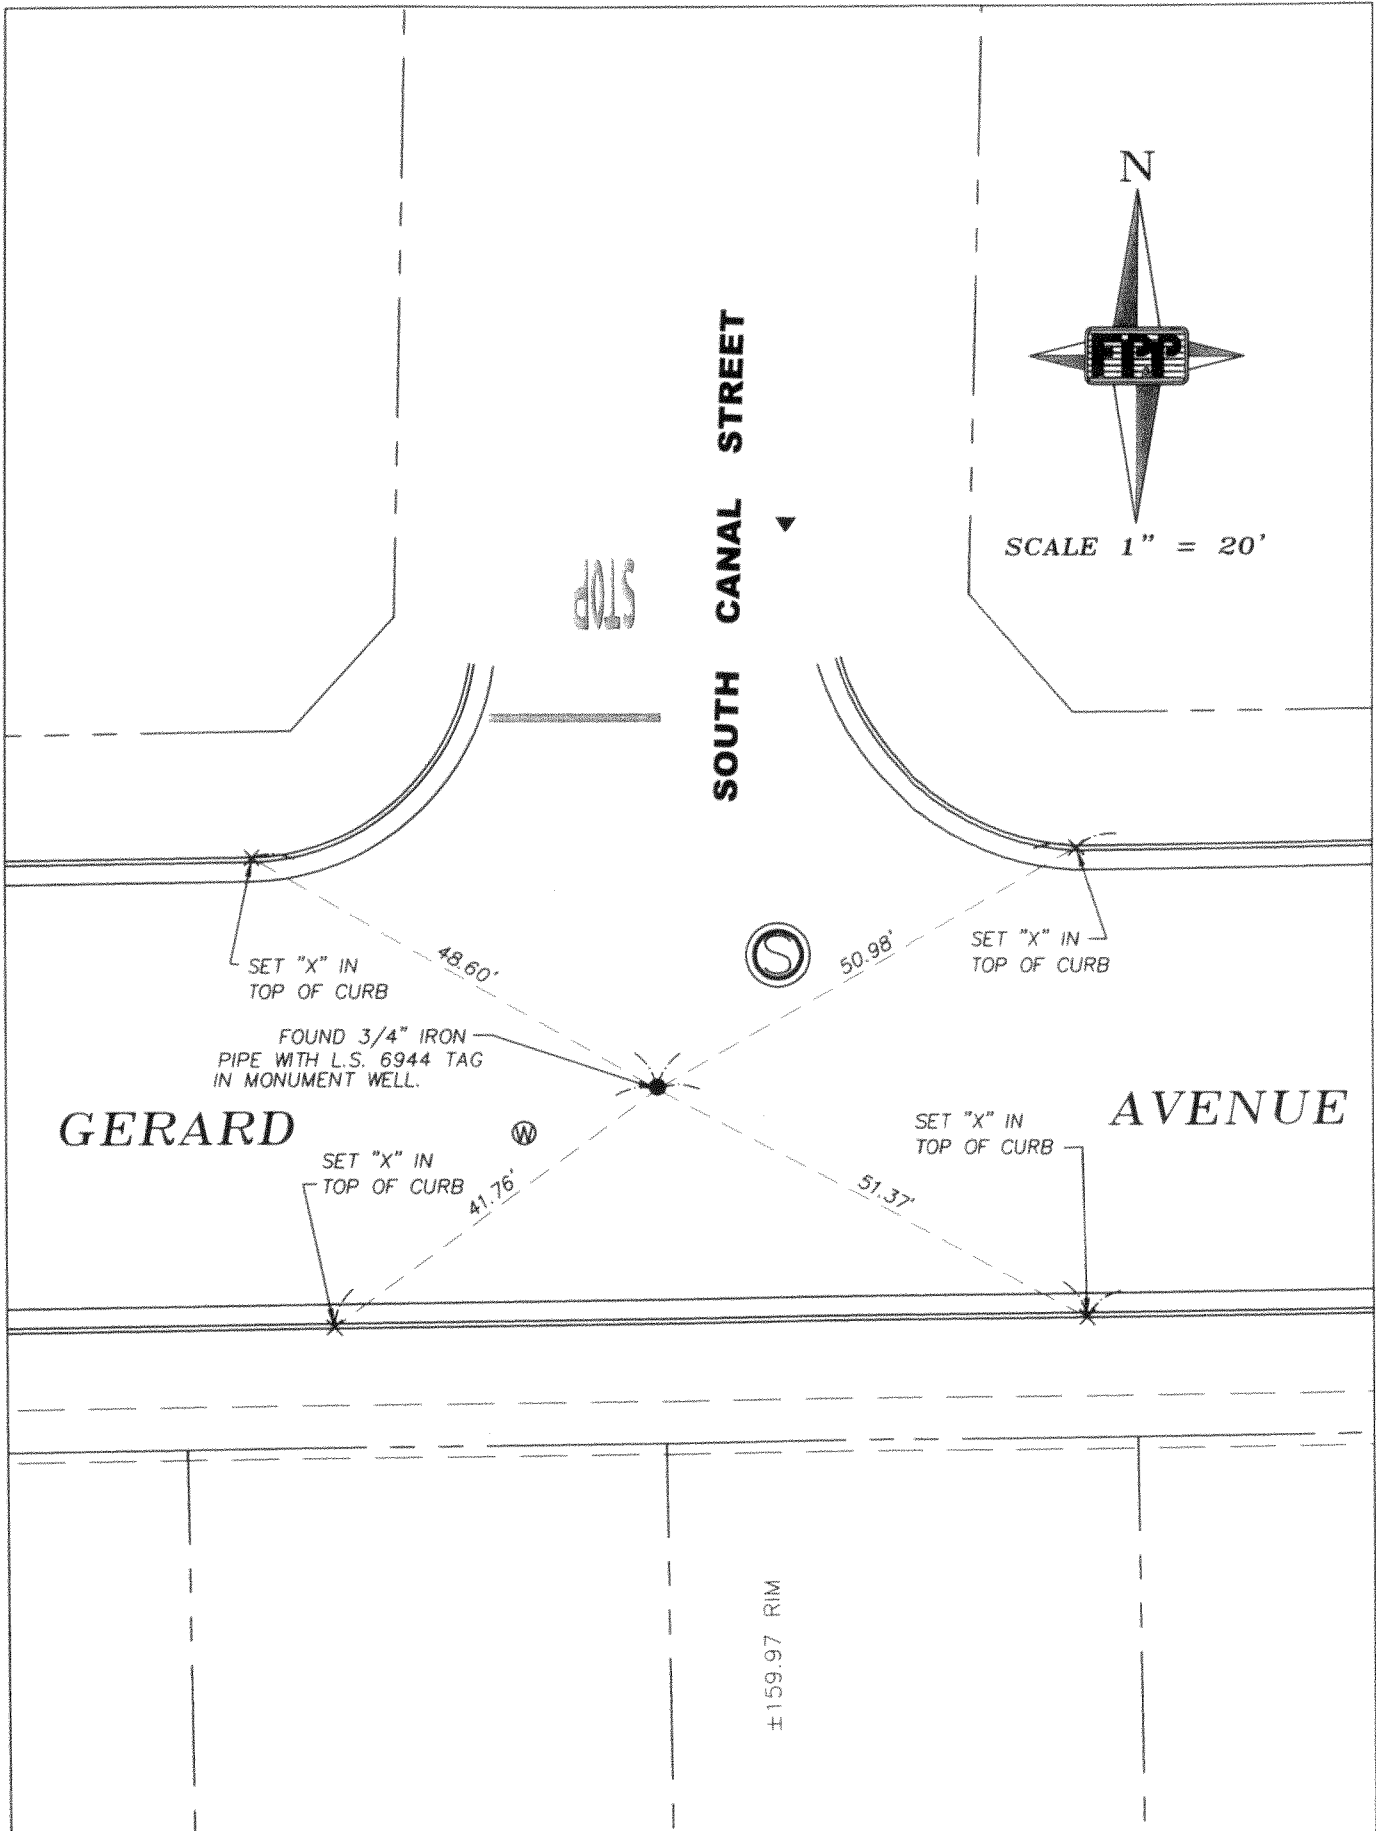 N
FP&P
SCALE 1" = 20'
SOUTH CANAL STREET
STOP
SET "X" IN
TOP OF CURB
48.60'
S
50.98'
SET "X" IN
TOP OF CURB
FOUND 3/4" IRON
PIPE WITH L.S. 6944 TAG
IN MONUMENT WELL.
GERARD
AVENUE
W
SET "X" IN
TOP OF CURB
41.76'
51.37'
SET "X" IN
TOP OF CURB
±159.97 RIM